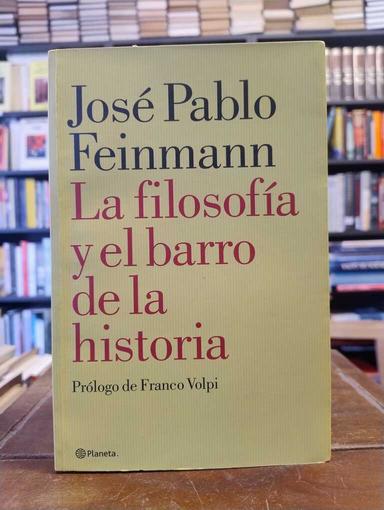 José Pablo
Feinmann
La filosofía
y el barro
de la
historia
Prólogo de Franco Volpi
Planeta.